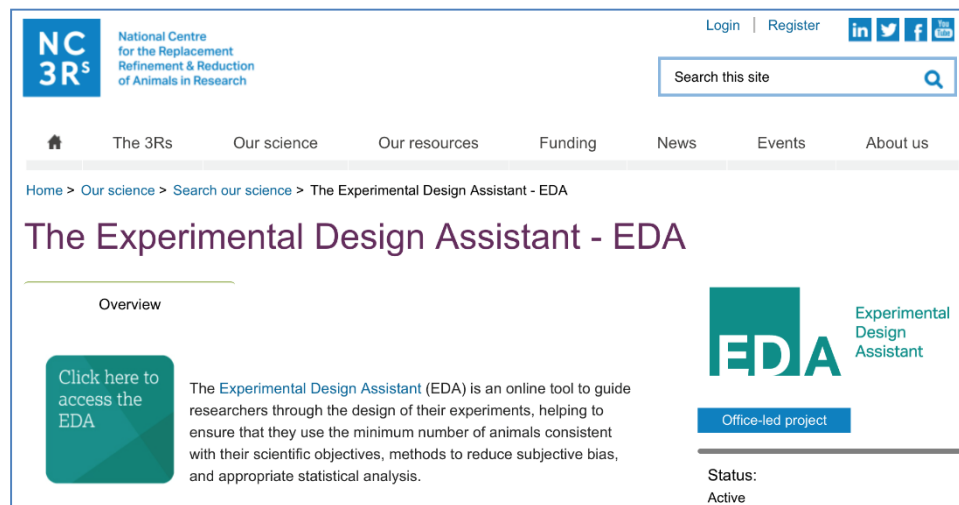 NC
3Rs
National Centre
for the Replacement
Refinement & Reduction
of Animals in Research
Login | Register
in f You Tube
Search this site
The 3Rs Our science Our resources Funding News Events About us
Home > Our science > Search our science > The Experimental Design Assistant - EDA
The Experimental Design Assistant - EDA
Overview
Click here to
access the
EDA
The Experimental Design Assistant (EDA) is an online tool to guide
researchers through the design of their experiments, helping to
ensure that they use the minimum number of animals consistent
with their scientific objectives, methods to reduce subjective bias,
and appropriate statistical analysis.
EDA
Experimental
Design
Assistant
Office-led project
Status:
Active